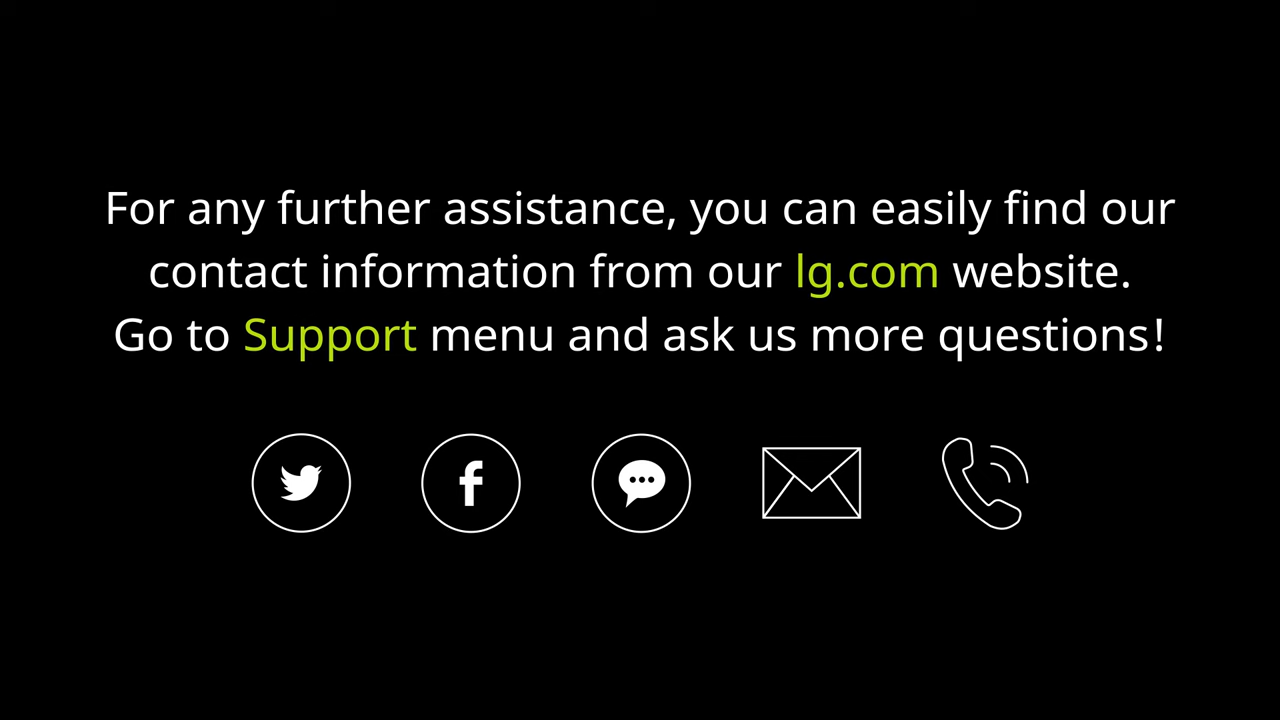 For any further assistance, you can easily find our
contact information from our lg.com website.
Go to Support menu and ask us more questions!